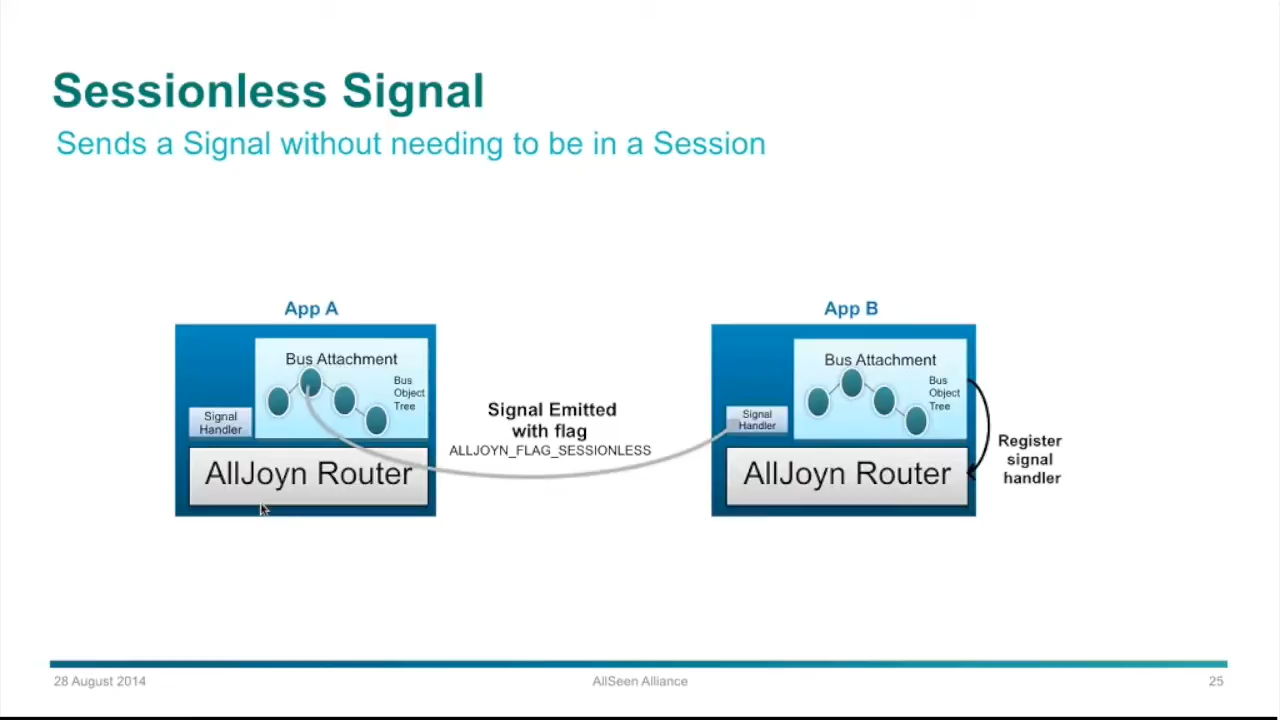 Sessionless Signal
Sends a Signal without needing to be in a Session
App A
Bus Attachment
Bus
Object
Tree
Signal
Handler
AllJoyn Router
Signal Emitted
with flag
ALLJOYN_FLAG_SESSIONLESS
App B
Bus Attachment
Bus
Object
Tree
Signal
Handler
AllJoyn Router
Register
signal
handler
28 August 2014
AllSeen Alliance
25